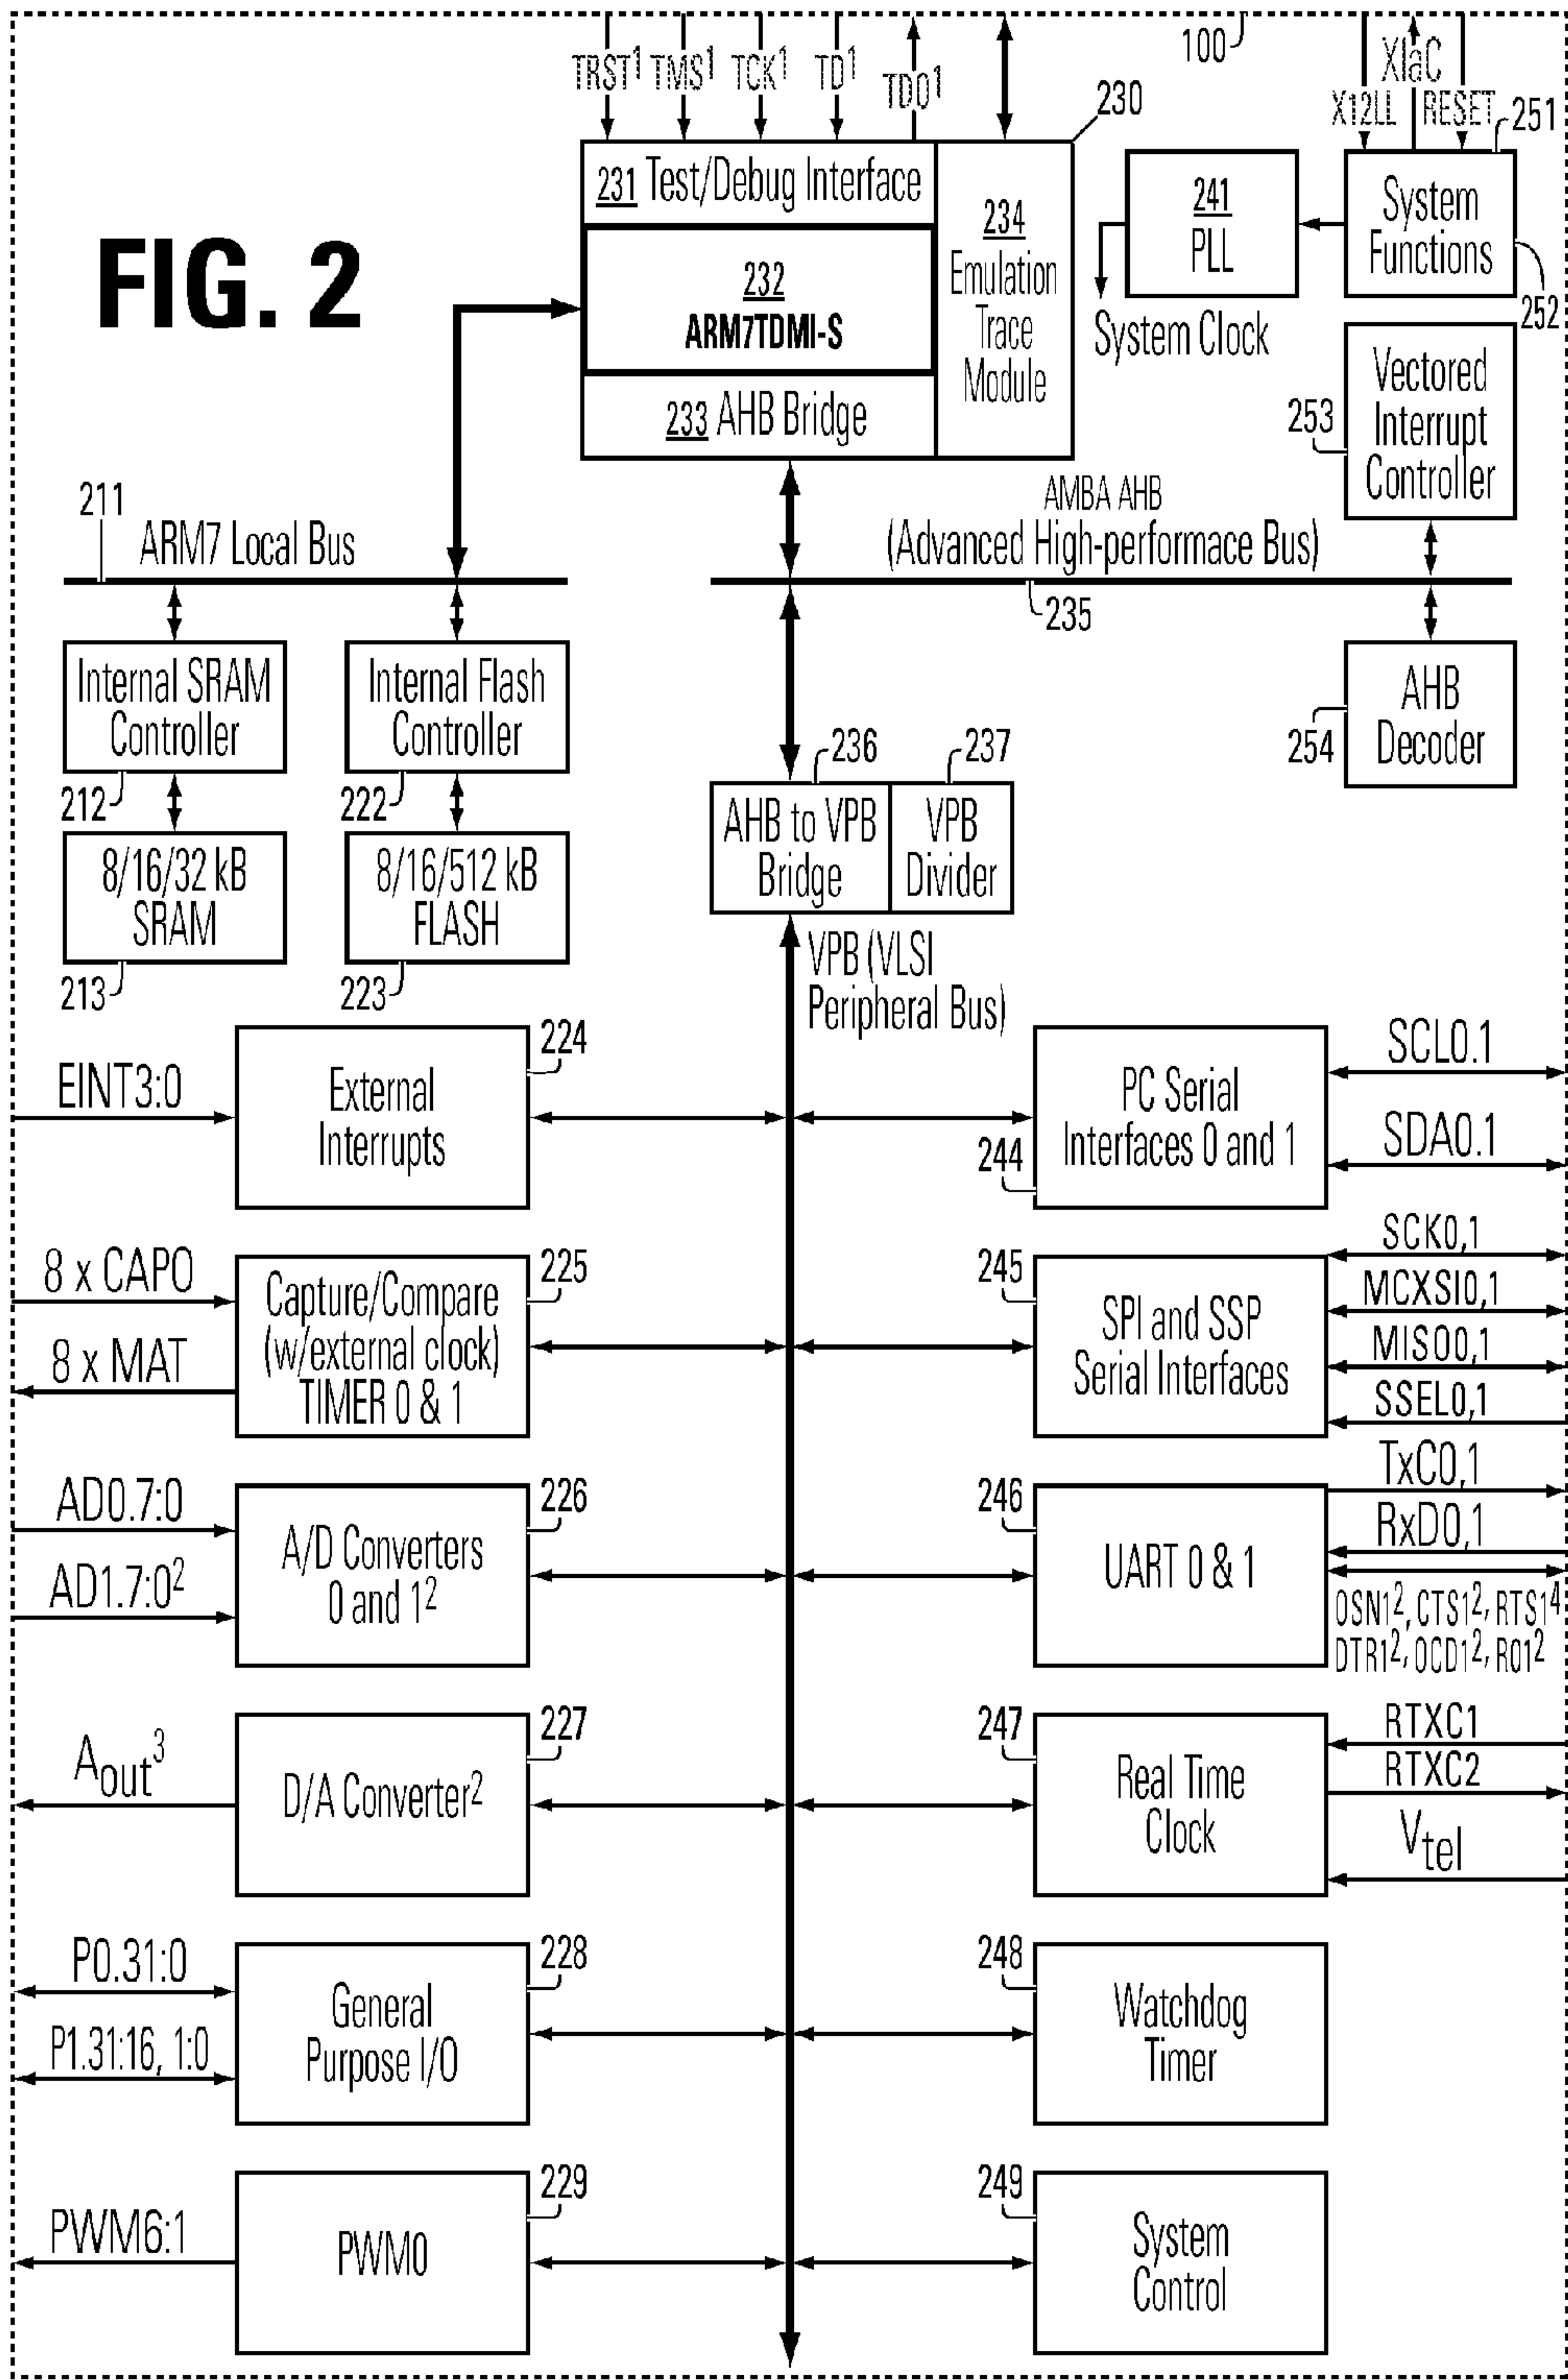 TRST1 TMS1 TCK1 TD1 TDO1
100
X12LL
XIaC
RESET
251
230
FIG. 2
231 Test/Debug Interface
232
ARM7TDMI-S
233 AHB Bridge
234
Emulation
Trace
Module
241
PLL
System Clock
System
Functions
252
253
Vectored
Interrupt
Controller
211
ARM7 Local Bus
AMBA AHB
(Advanced High-performace Bus)
235
Internal SRAM
Controller
212
Internal Flash
Controller
222
8/16/32 kB
SRAM
213
8/16/512 kB
FLASH
223
254
AHB
Decoder
236
237
AHB to VPB
Bridge
VPB
Divider
VPB (VLSI
Peripheral Bus)
EINT3:0
External
Interrupts
224
PC Serial
Interfaces 0 and 1
244
SCL0.1
SDA0.1
8 x CAPO
8 x MAT
Capture/Compare
(w/external clock)
TIMER 0 & 1
225
245
SPI and SSP
Serial Interfaces
SCK0,1
MCXSI0,1
MISO0,1
SSEL0,1
AD0.7:0
AD1.7:0²
A/D Converters
0 and 1²
226
246
UART 0 & 1
TxC0,1
RxD0,1
OSN1², CTS1², RTS1⁴
DTR1², OCD1², RO1²
Aout³
D/A Converter²
227
247
Real Time
Clock
RTXC1
RTXC2
Vtel
P0.31:0
P1.31:16, 1:0
General
Purpose I/O
228
248
Watchdog
Timer
PWM6:1
PWM0
229
249
System
Control